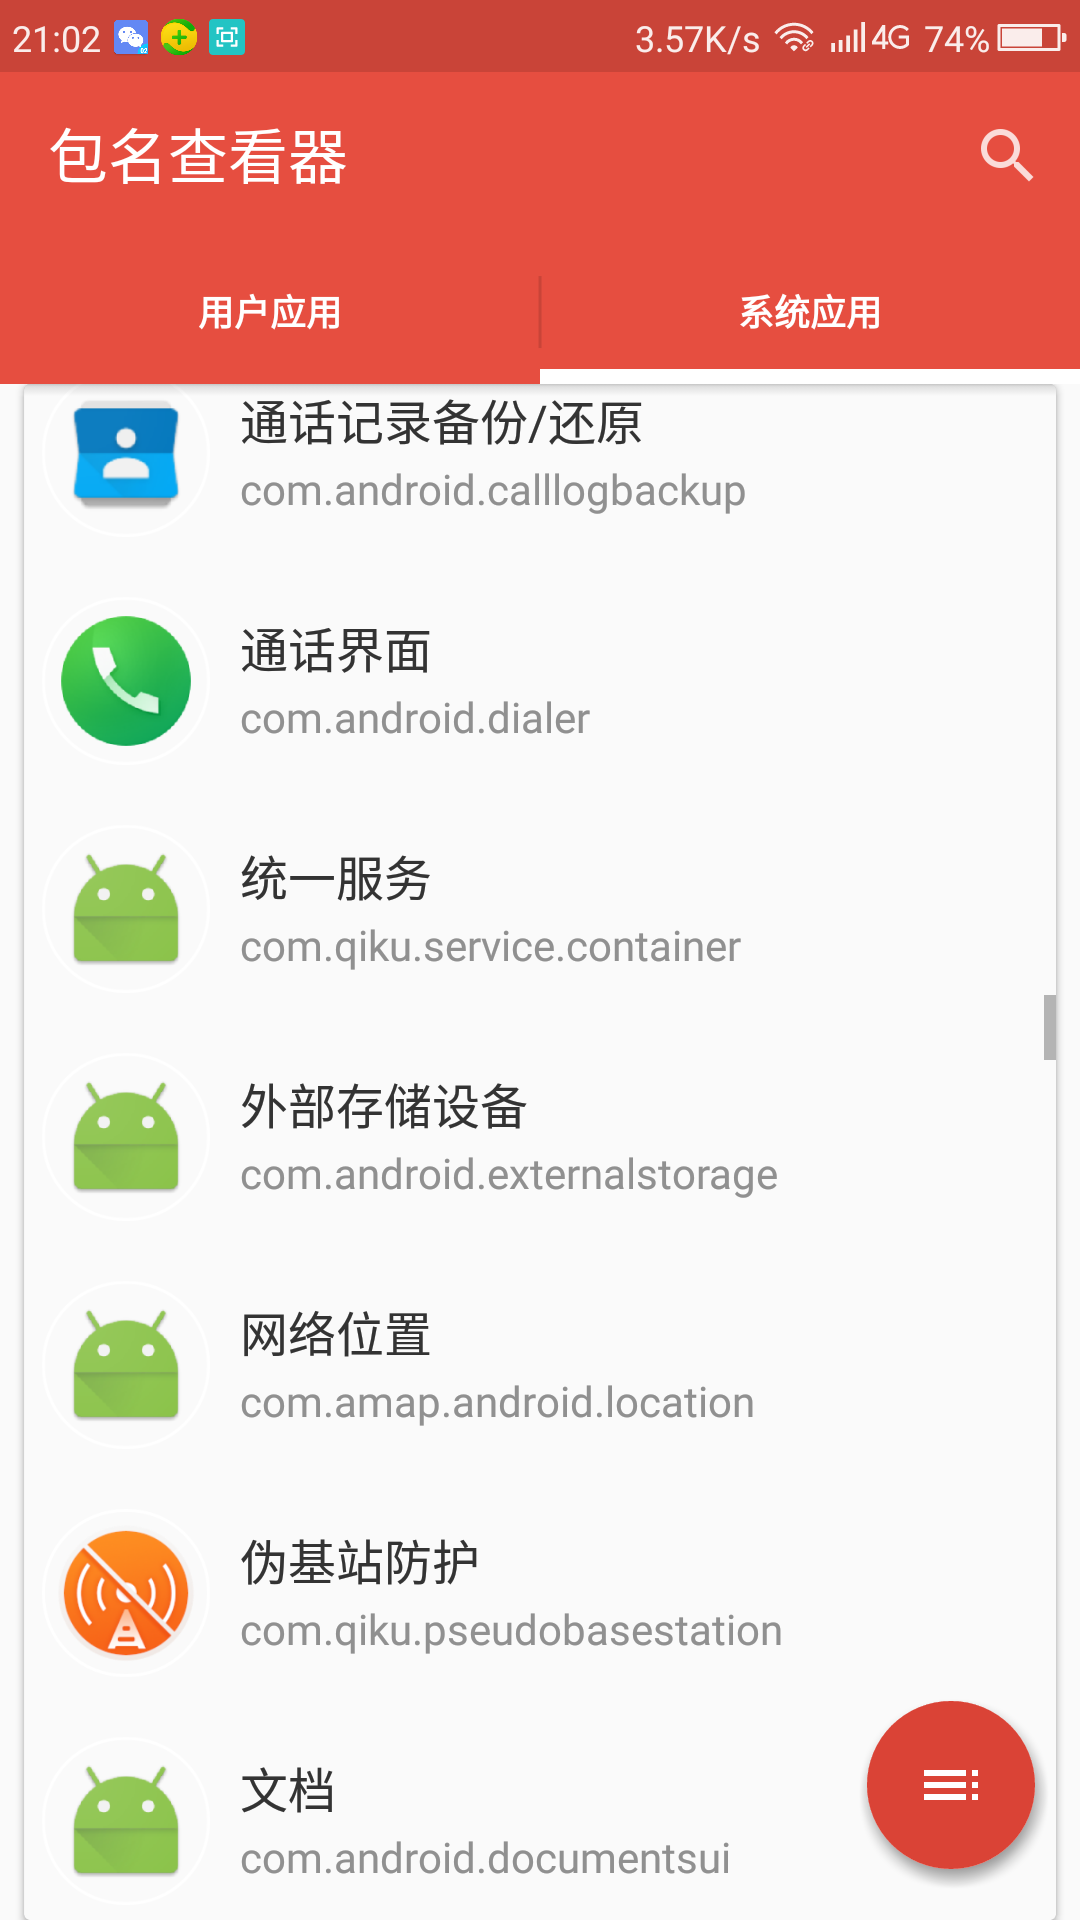 21:02 3.57K/s 4G 74%
包名查看器
用户应用 系统应用
通话记录备份/还原
com.android.calllogbackup
通话界面
com.android.dialer
统一服务
com.qiku.service.container
外部存储设备
com.android.externalstorage
网络位置
com.amap.android.location
伪基站防护
com.qiku.pseudobasestation
文档
com.android.documentsui